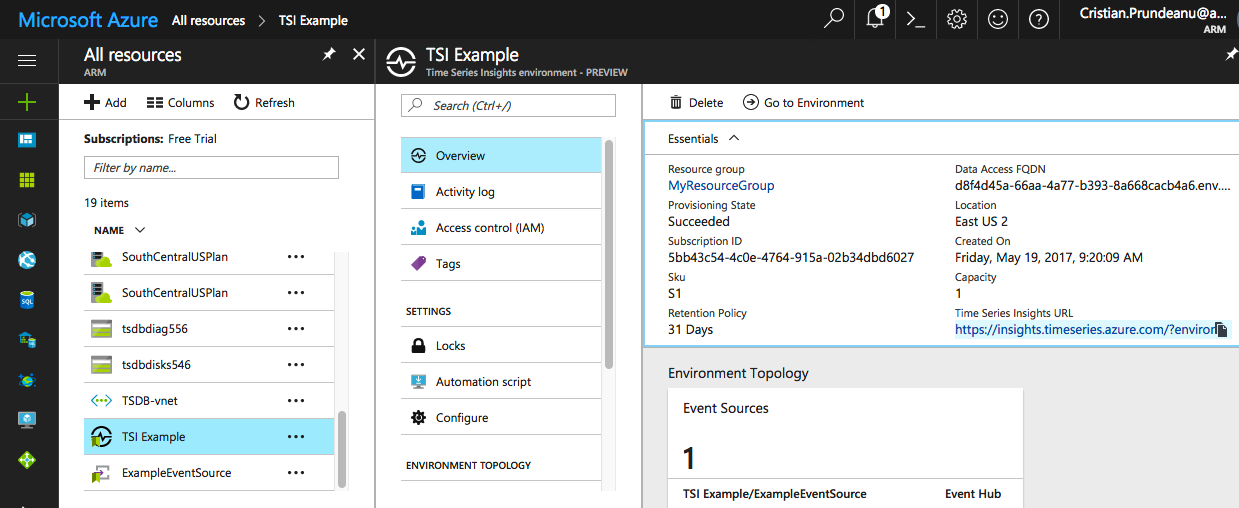 Microsoft Azure All resources > TSI Example
1
Cristian.Prundeanu@a...
ARM
All resources
ARM
Add Columns Refresh
Subscriptions: Free Trial
Filter by name...
19 items
NAME
SouthCentralUSPlan ...
SouthCentralUSPlan ...
tsdbdiag556 ...
tsdbdisks546 ...
TSDB-vnet ...
TSI Example ...
ExampleEventSource ...
SQL
TSI Example
Time Series Insights environment - PREVIEW
Search (Ctrl+/)
Overview
Activity log
Access control (IAM)
Tags
SETTINGS
Locks
Automation script
Configure
ENVIRONMENT TOPOLOGY
Delete Go to Environment
Essentials
Resource group
MyResourceGroup
Provisioning State
Succeeded
Subscription ID
5bb43c54-4c0e-4764-915a-02b34dbd6027
Sku
S1
Retention Policy
31 Days
Data Access FQDN
d8f4d45a-66aa-4a77-b393-8a668cacb4a6.env....
Location
East US 2
Created On
Friday, May 19, 2017, 9:20:09 AM
Capacity
1
Time Series Insights URL
https://insights.timeseries.azure.com/?environ
Environment Topology
Event Sources
1
TSI Example/ExampleEventSource Event Hub